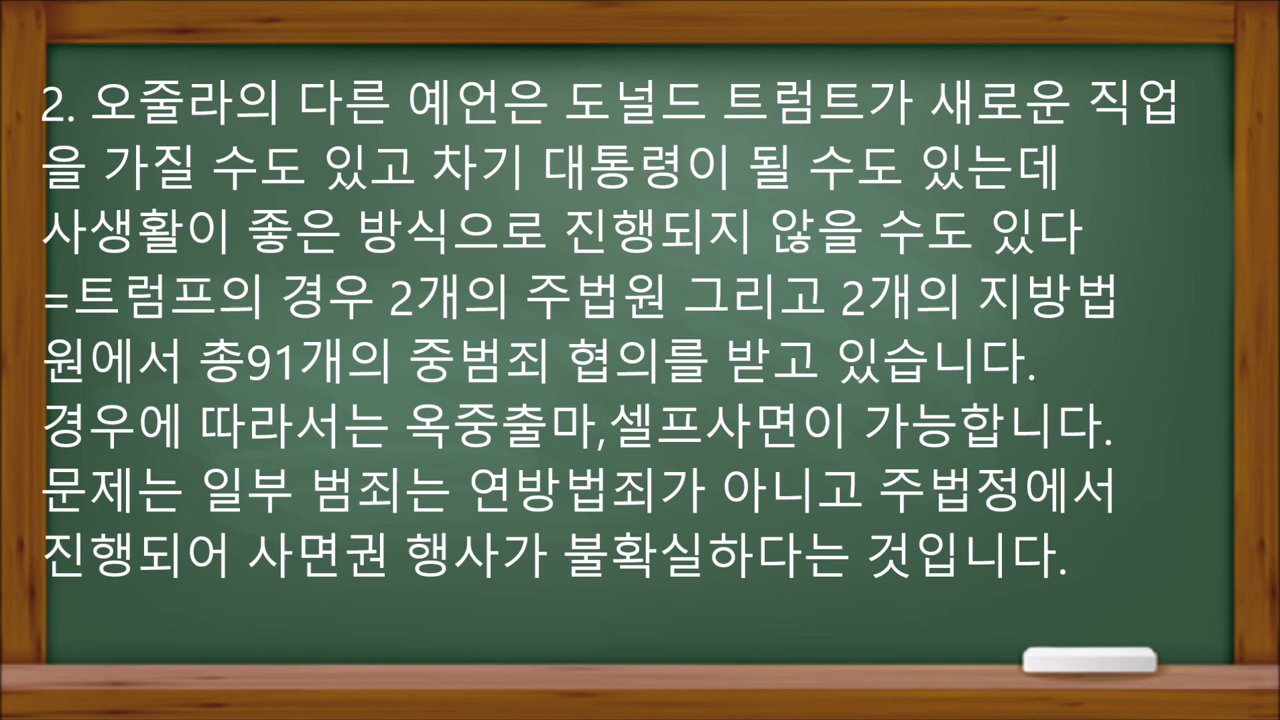 2. 오줄라의 다른 예언은 도널드 트럼트가 새로운 직업
을 가질 수도 있고 차기 대통령이 될 수도 있는데
사생활이 좋은 방식으로 진행되지 않을 수도 있다
=트럼프의 경우 2개의 주법원 그리고 2개의 지방법
원에서 총91개의 중범죄 협의를 받고 있습니다.
경우에 따라서는 옥중출마,셀프사면이 가능합니다.
문제는 일부 범죄는 연방법죄가 아니고 주법정에서
진행되어 사면권 행사가 불확실하다는 것입니다.